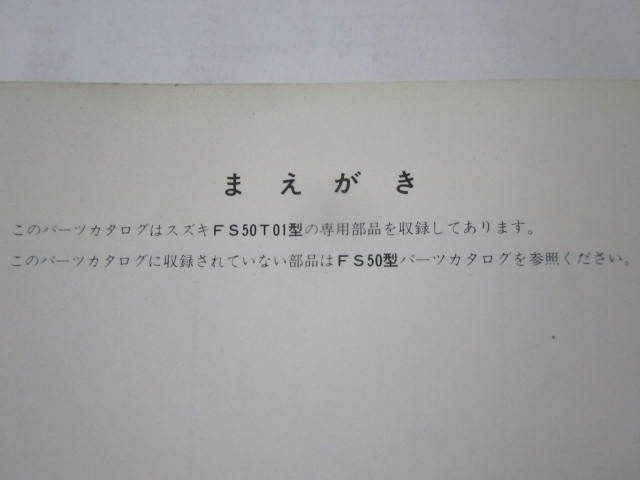 まえがき
このパーツカタログはスズキFS50T01型の専用部品を収録してあります。
このパーツカタログに収録されていない部品はFS50型パーツカタログを参照ください。